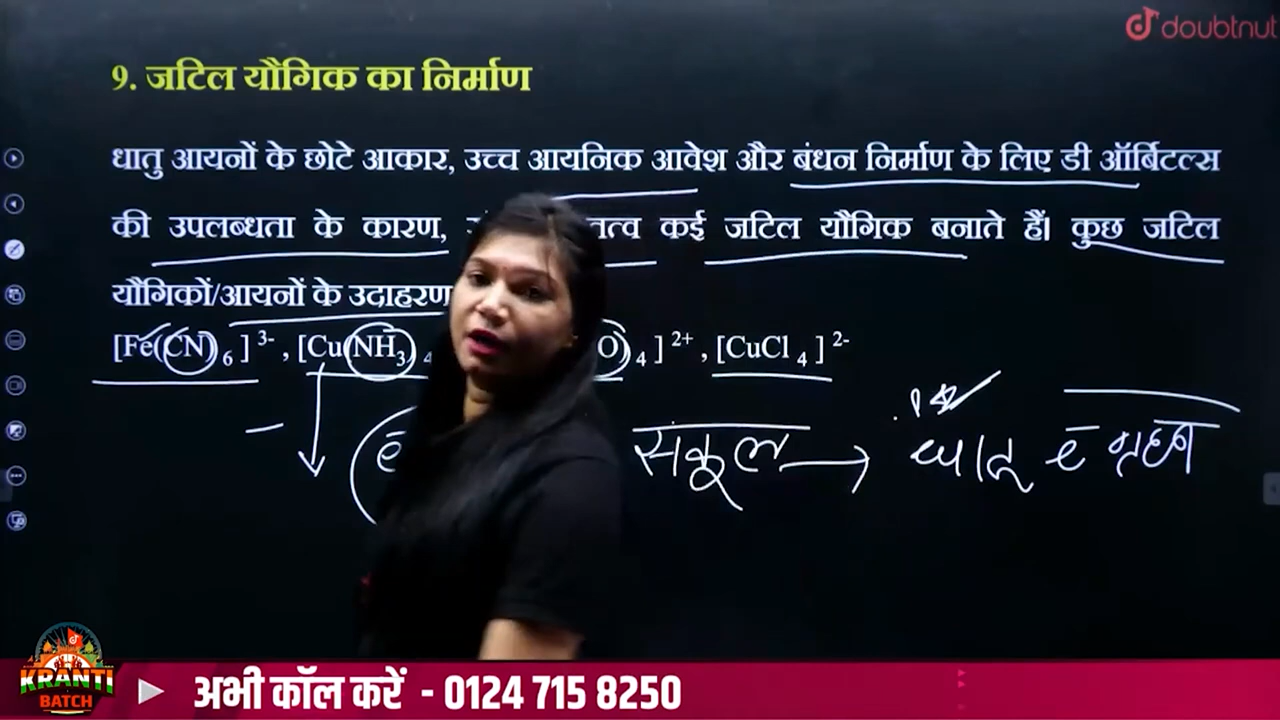 doubtnut
9. जटिल यौगिक का निर्माण
धातु आयनों के छोटे आकार, उच्च आयनिक आवेश और बंधन निर्माण के लिए डी ऑर्बिटल्स
की उपलब्धता के कारण, तत्व कई जटिल यौगिक बनाते हैं। कुछ जटिल
यौगिकों/आयनों के उदाहरण
[Fe(CN)6]3-, [Cu(NH3)4 O)4]2+, [CuCl4]2-
संकूल → धातु e ग्रहण
KRANTI
BATCH
अभी कॉल करें - 0124 715 8250